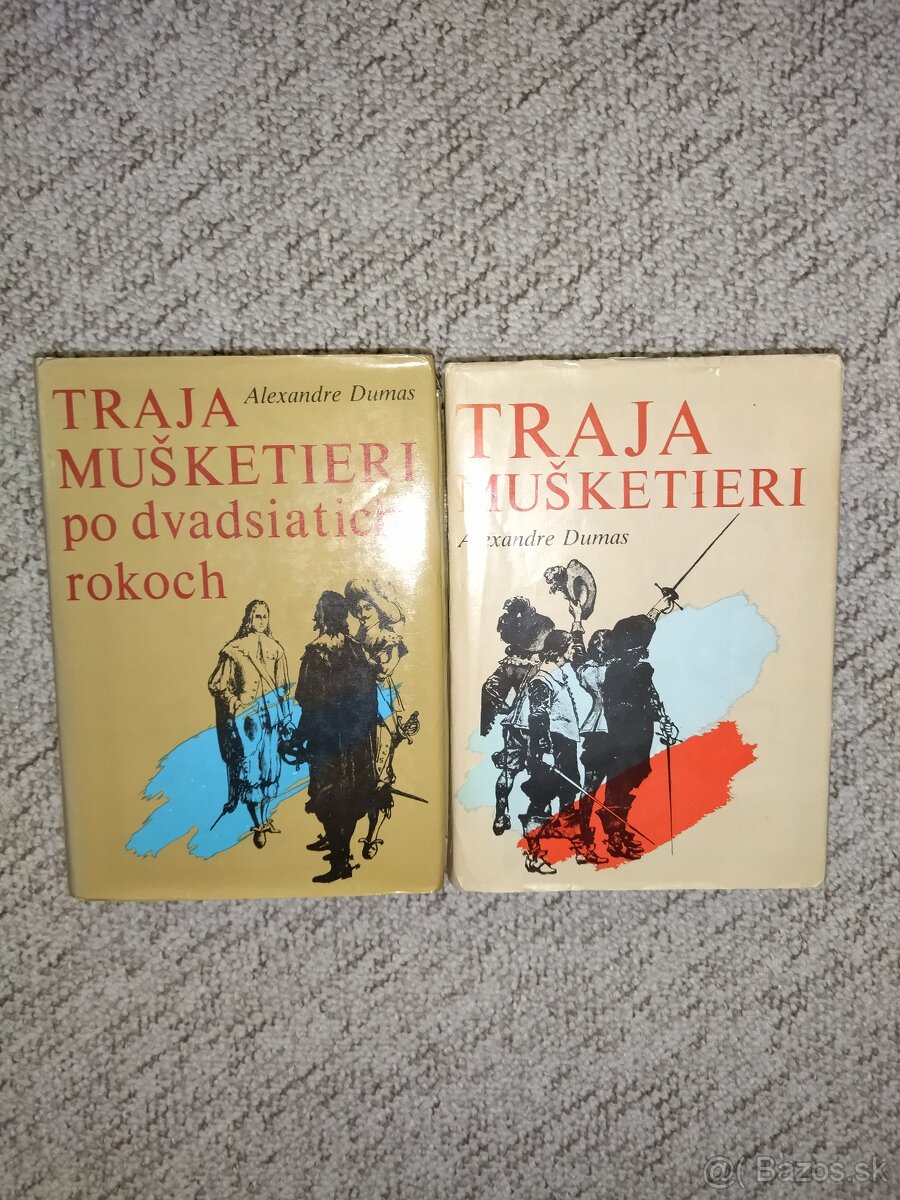 TRAJA Alexandre Dumas
MUŠKETIERI
po dvadsiatich
rokoch
TRAJA
MUŠKETIERI
Alexandre Dumas
@( Bazos.sk